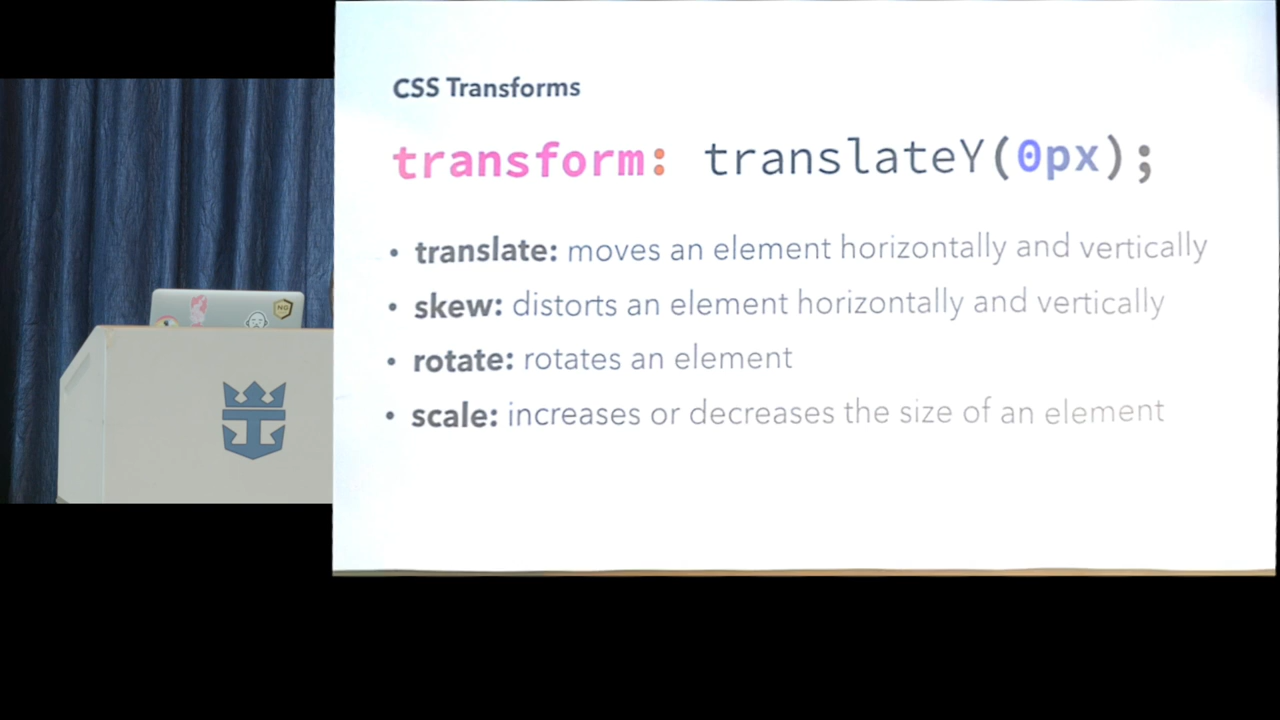 CSS Transforms
transform: translateY(0px);
• translate: moves an element horizontally and vertically
• skew: distorts an element horizontally and vertically
• rotate: rotates an element
• scale: increases or decreases the size of an element
NG